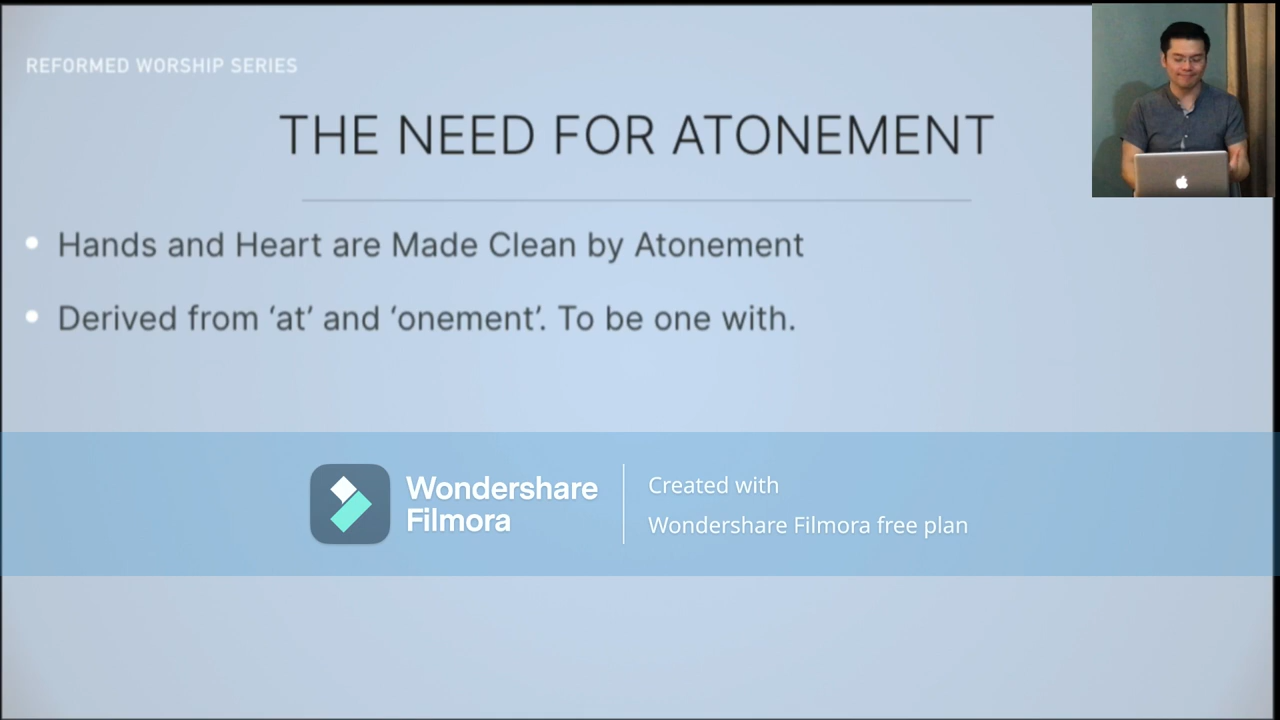 REFORMED WORSHIP SERIES
THE NEED FOR ATONEMENT
• Hands and Heart are Made Clean by Atonement
• Derived from ‘at’ and ‘onement’. To be one with.
Wondershare
Filmora
Created with
Wondershare Filmora free plan